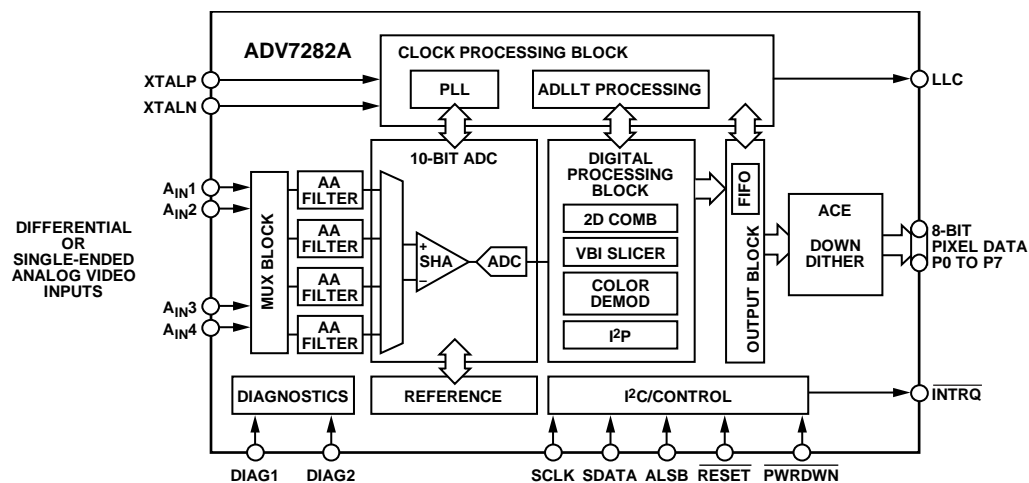 ADV7282A
CLOCK PROCESSING BLOCK
PLL
ADLLT PROCESSING
XTALP
XTALN
LLC
10-BIT ADC
DIGITAL
PROCESSING
BLOCK
2D COMB
VBI SLICER
COLOR
DEMOD
I²P
FIFO
OUTPUT BLOCK
ACE
DOWN
DITHER
8-BIT
PIXEL DATA
P0 TO P7
DIFFERENTIAL
OR
SINGLE-ENDED
ANALOG VIDEO
INPUTS
AIN1
AIN2
AIN3
AIN4
MUX BLOCK
AA
FILTER
AA
FILTER
AA
FILTER
AA
FILTER
+
SHA
–
ADC
DIAGNOSTICS
REFERENCE
I²C/CONTROL
INTRQ
DIAG1
DIAG2
SCLK
SDATA
ALSB
RESET
PWRDWN